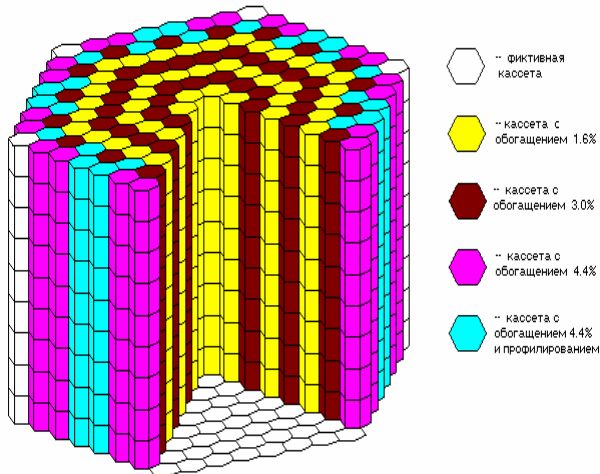 -- фиктивная
кассета
-- кассета с
обогащением 1.6%
-- кассета с
обогащением 3.0%
-- кассета с
обогащением 4.4%
-- кассета с
обогащением 4.4%
и профилированием